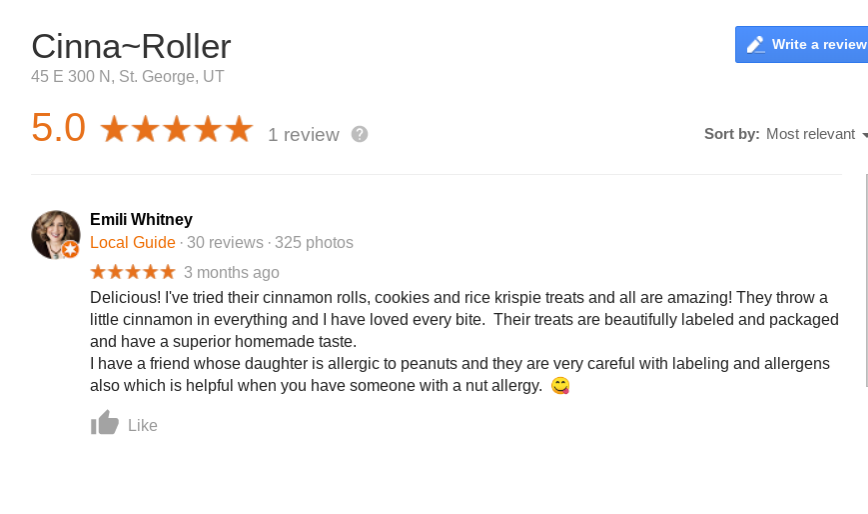 Cinna~Roller
Write a review
45 E 300 N, St. George, UT
5.0
1 review ?
Sort by: Most relevant
Emili Whitney
Local Guide · 30 reviews · 325 photos
3 months ago
Delicious! I've tried their cinnamon rolls, cookies and rice krispie treats and all are amazing! They throw a
little cinnamon in everything and I have loved every bite.  Their treats are beautifully labeled and packaged
and have a superior homemade taste.
I have a friend whose daughter is allergic to peanuts and they are very careful with labeling and allergens
also which is helpful when you have someone with a nut allergy.  😋
Like